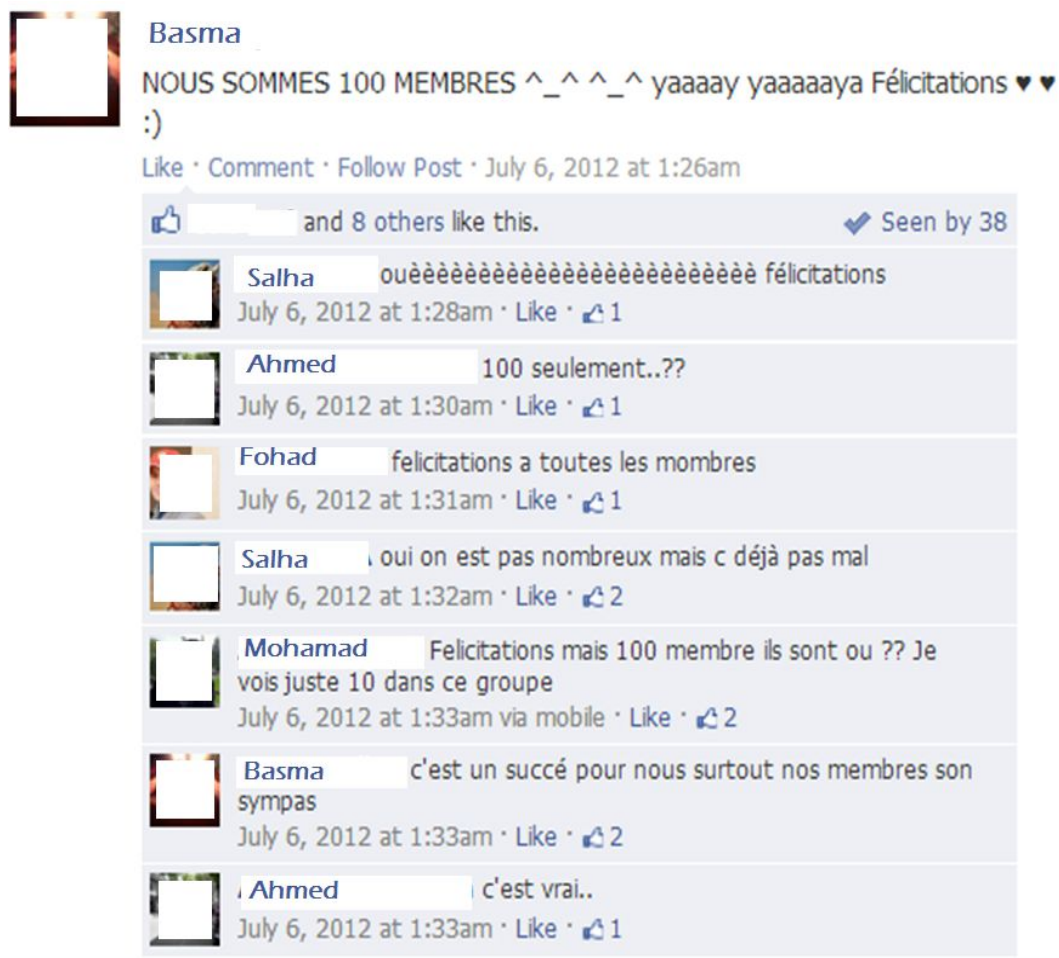 Basma
NOUS SOMMES 100 MEMBRES ^_^ ^_^ yaaaay yaaaaaya Félicitations ♥ ♥
:)
Like · Comment · Follow Post · July 6, 2012 at 1:26am
and 8 others like this. Seen by 38
Salha ouèèèèèèèèèèèèèèèèèèèèèèèèè félicitations
July 6, 2012 at 1:28am · Like · 1
Ahmed 100 seulement..??
July 6, 2012 at 1:30am · Like · 1
Fohad felicitations a toutes les mombres
July 6, 2012 at 1:31am · Like · 1
Salha oui on est pas nombreux mais c déjà pas mal
July 6, 2012 at 1:32am · Like · 2
Mohamad Felicitations mais 100 membre ils sont ou ?? Je
vois juste 10 dans ce groupe
July 6, 2012 at 1:33am via mobile · Like · 2
Basma c'est un succé pour nous surtout nos membres son
sympas
July 6, 2012 at 1:33am · Like · 2
Ahmed c'est vrai..
July 6, 2012 at 1:33am · Like · 1